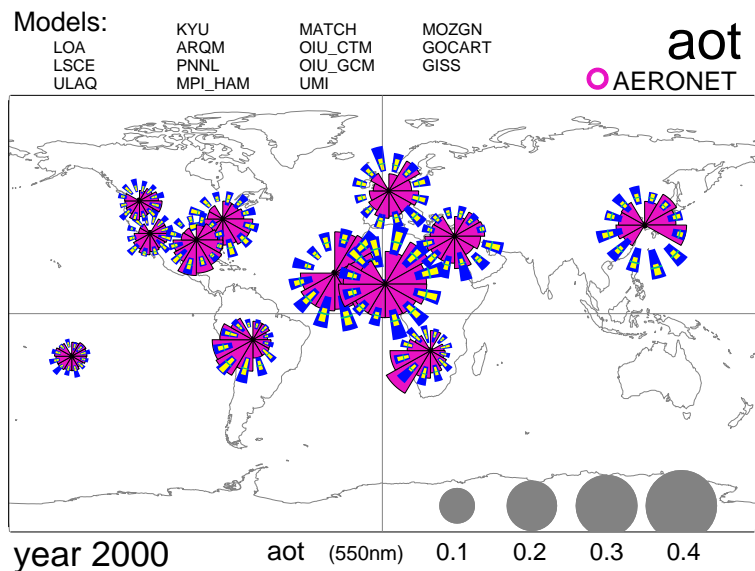 Models:
KYU MATCH MOZGN
LOA ARQM OIU_CTM GOCART
LSCE PNNL OIU_GCM GISS
ULAQ MPI_HAM UMI
aot
AERONET
year 2000 aot (550nm) 0.1 0.2 0.3 0.4